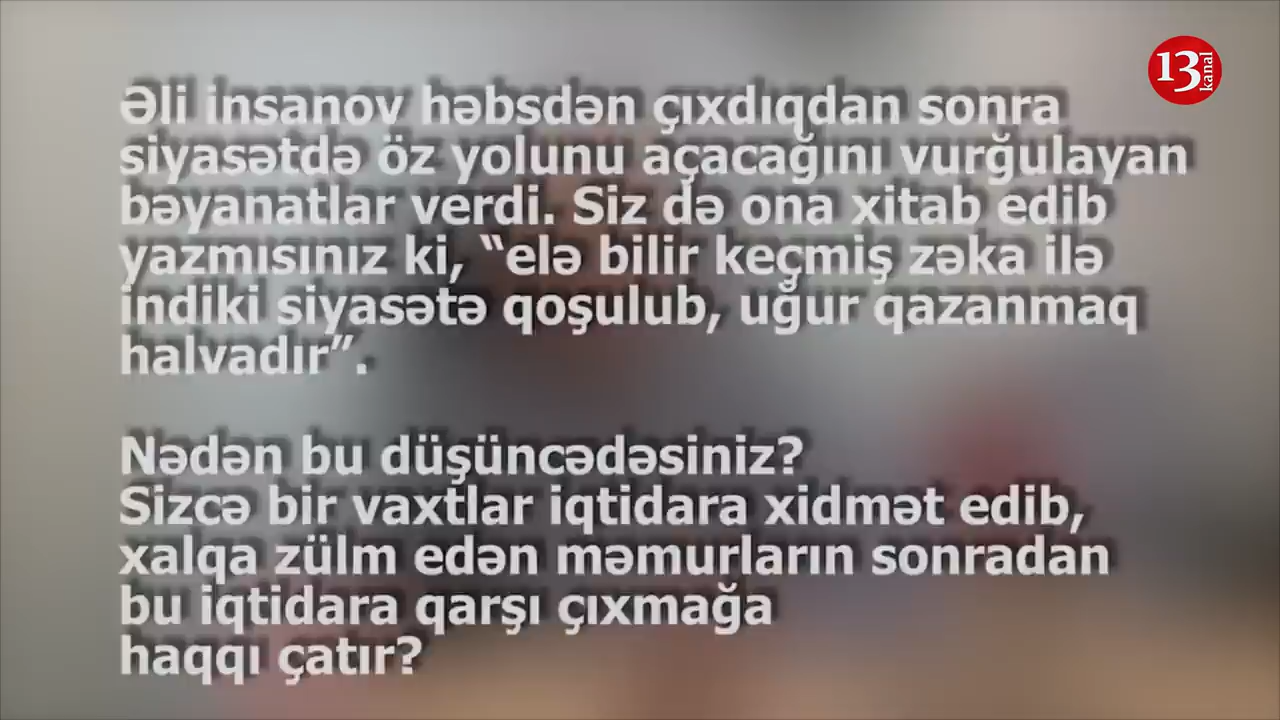 13
kanal
Əli insanov həbsdən çıxdıqdan sonra
siyasətdə öz yolunu açacağını vurğulayan
bəyanatlar verdi. Siz də ona xitab edib
yazmısınız ki, “elə bilir keçmiş zəka ilə
indiki siyasətə qoşulub, uğur qazanmaq
halvadır”.
Nədən bu düşüncədəsiniz?
Sizcə bir vaxtlar iqtidara xidmət edib,
xalqa zülm edən məmurların sonradan
bu iqtidara qarşı çıxmağa
haqqı çatır?